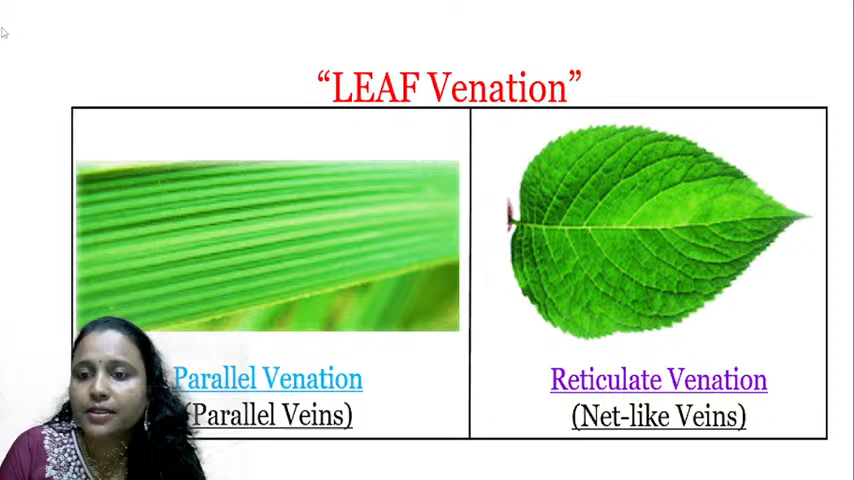 “LEAF Venation”
Parallel Venation
(Parallel Veins)
Reticulate Venation
(Net-like Veins)